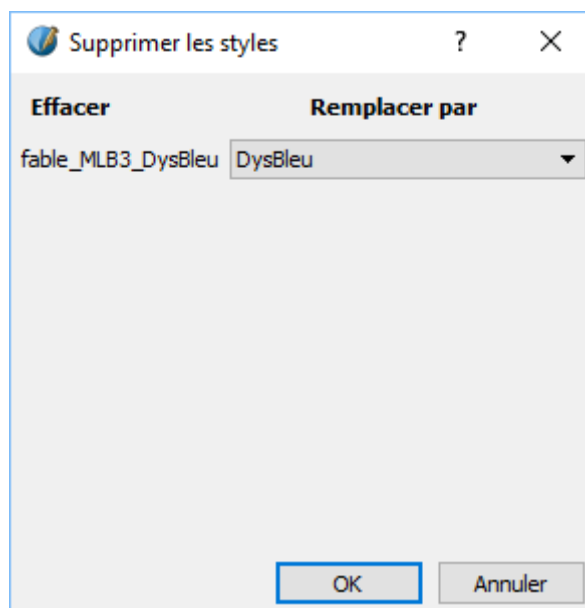 Supprimer les styles
Effacer Remplacer par
fable_MLB3_DysBleu DysBleu
OK Annuler